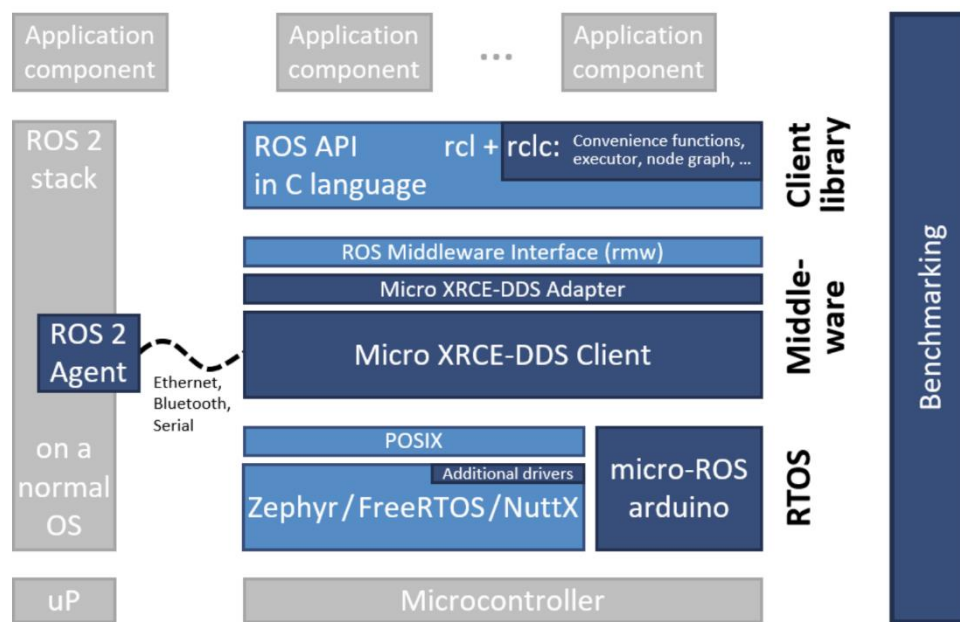 Application
component
Application
component
...
Application
component
ROS 2
stack
on a
normal
OS
uP
ROS 2
Agent
Ethernet,
Bluetooth,
Serial
ROS API
in C language
rcl + rclc:
Convenience functions,
executor, node graph, ...
Client
library
ROS Middleware Interface (rmw)
Micro XRCE-DDS Adapter
Micro XRCE-DDS Client
Middle-
ware
POSIX
Additional drivers
Zephyr/FreeRTOS/NuttX
micro-ROS
arduino
RTOS
Microcontroller
Benchmarking